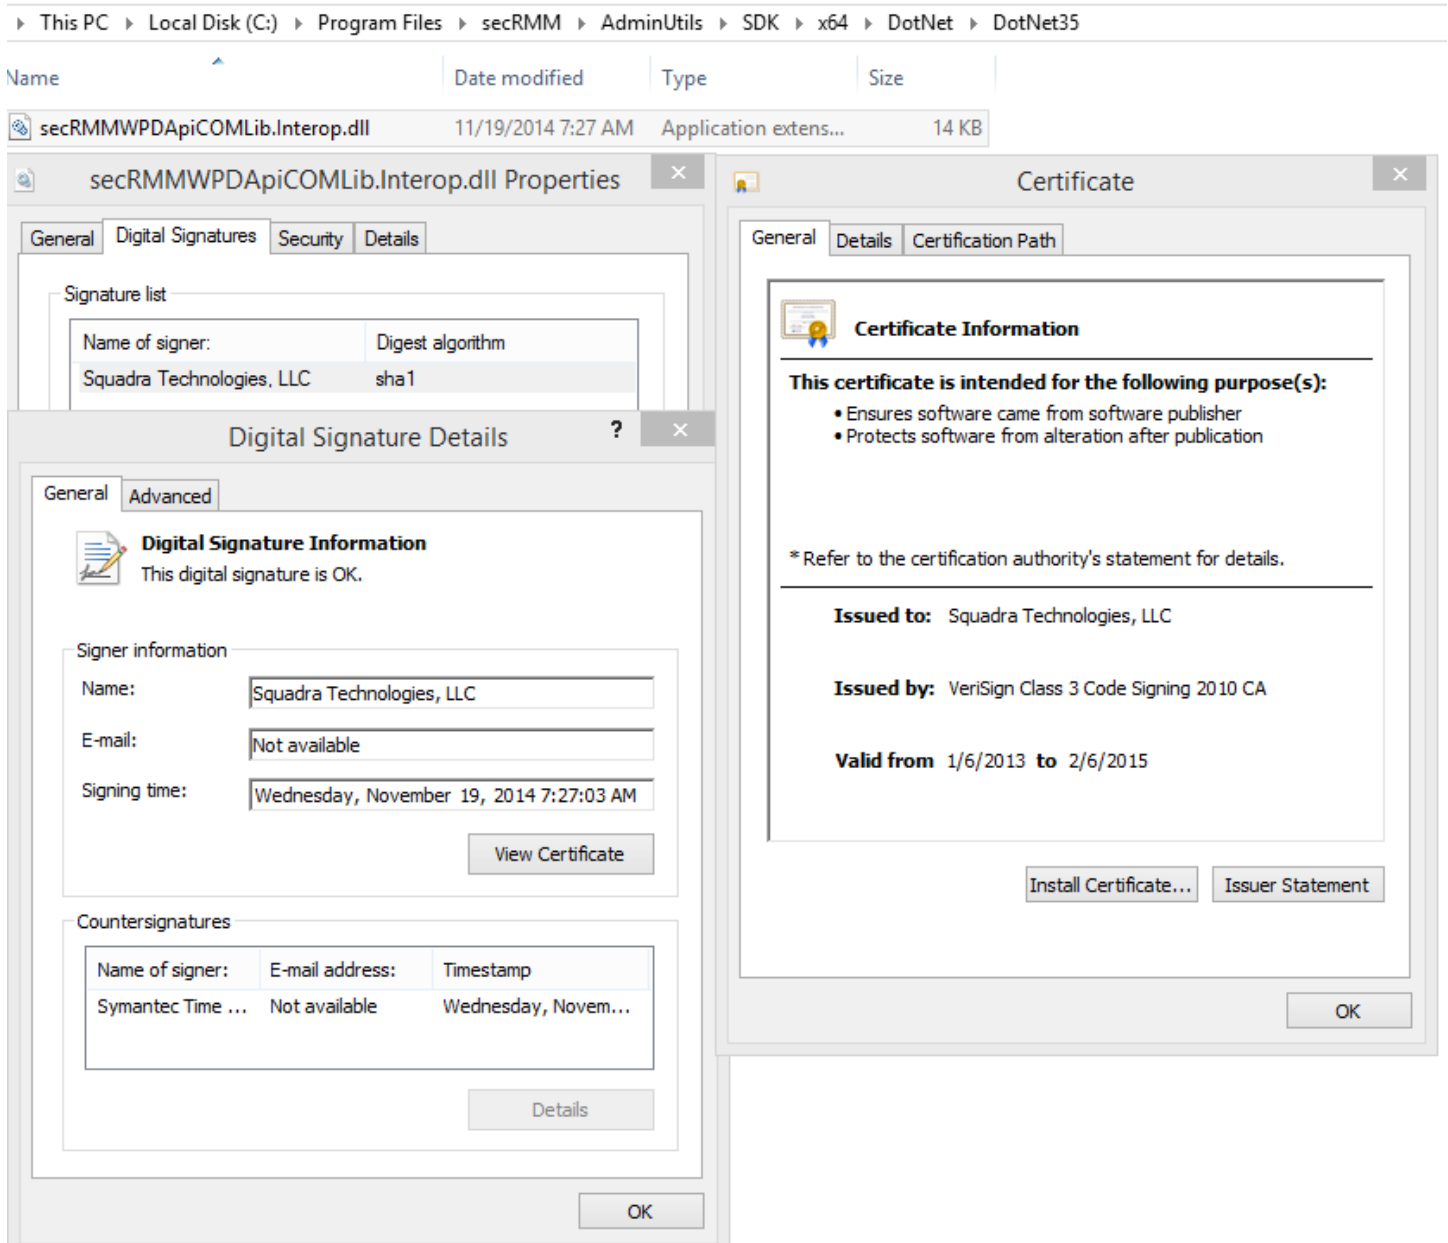 This PC Local Disk (C:) Program Files secRMM AdminUtils SDK x64 DotNet DotNet35
Name Date modified Type Size
secRMMWPDApiCOMLib.Interop.dll 11/19/2014 7:27 AM Application extens... 14 KB
secRMMWPDApiCOMLib.Interop.dll Properties
General Digital Signatures Security Details
Signature list
Name of signer: Digest algorithm
Squadra Technologies, LLC sha1
Digital Signature Details ?
General Advanced
Digital Signature Information
This digital signature is OK.
Signer information
Name: Squadra Technologies, LLC
E-mail: Not available
Signing time: Wednesday, November 19, 2014 7:27:03 AM
View Certificate
Countersignatures
Name of signer: E-mail address: Timestamp
Symantec Time ... Not available Wednesday, Novem...
Details
OK
Certificate
General Details Certification Path
Certificate Information
This certificate is intended for the following purpose(s):
• Ensures software came from software publisher
• Protects software from alteration after publication
* Refer to the certification authority's statement for details.
Issued to: Squadra Technologies, LLC
Issued by: VeriSign Class 3 Code Signing 2010 CA
Valid from 1/6/2013 to 2/6/2015
Install Certificate... Issuer Statement
OK